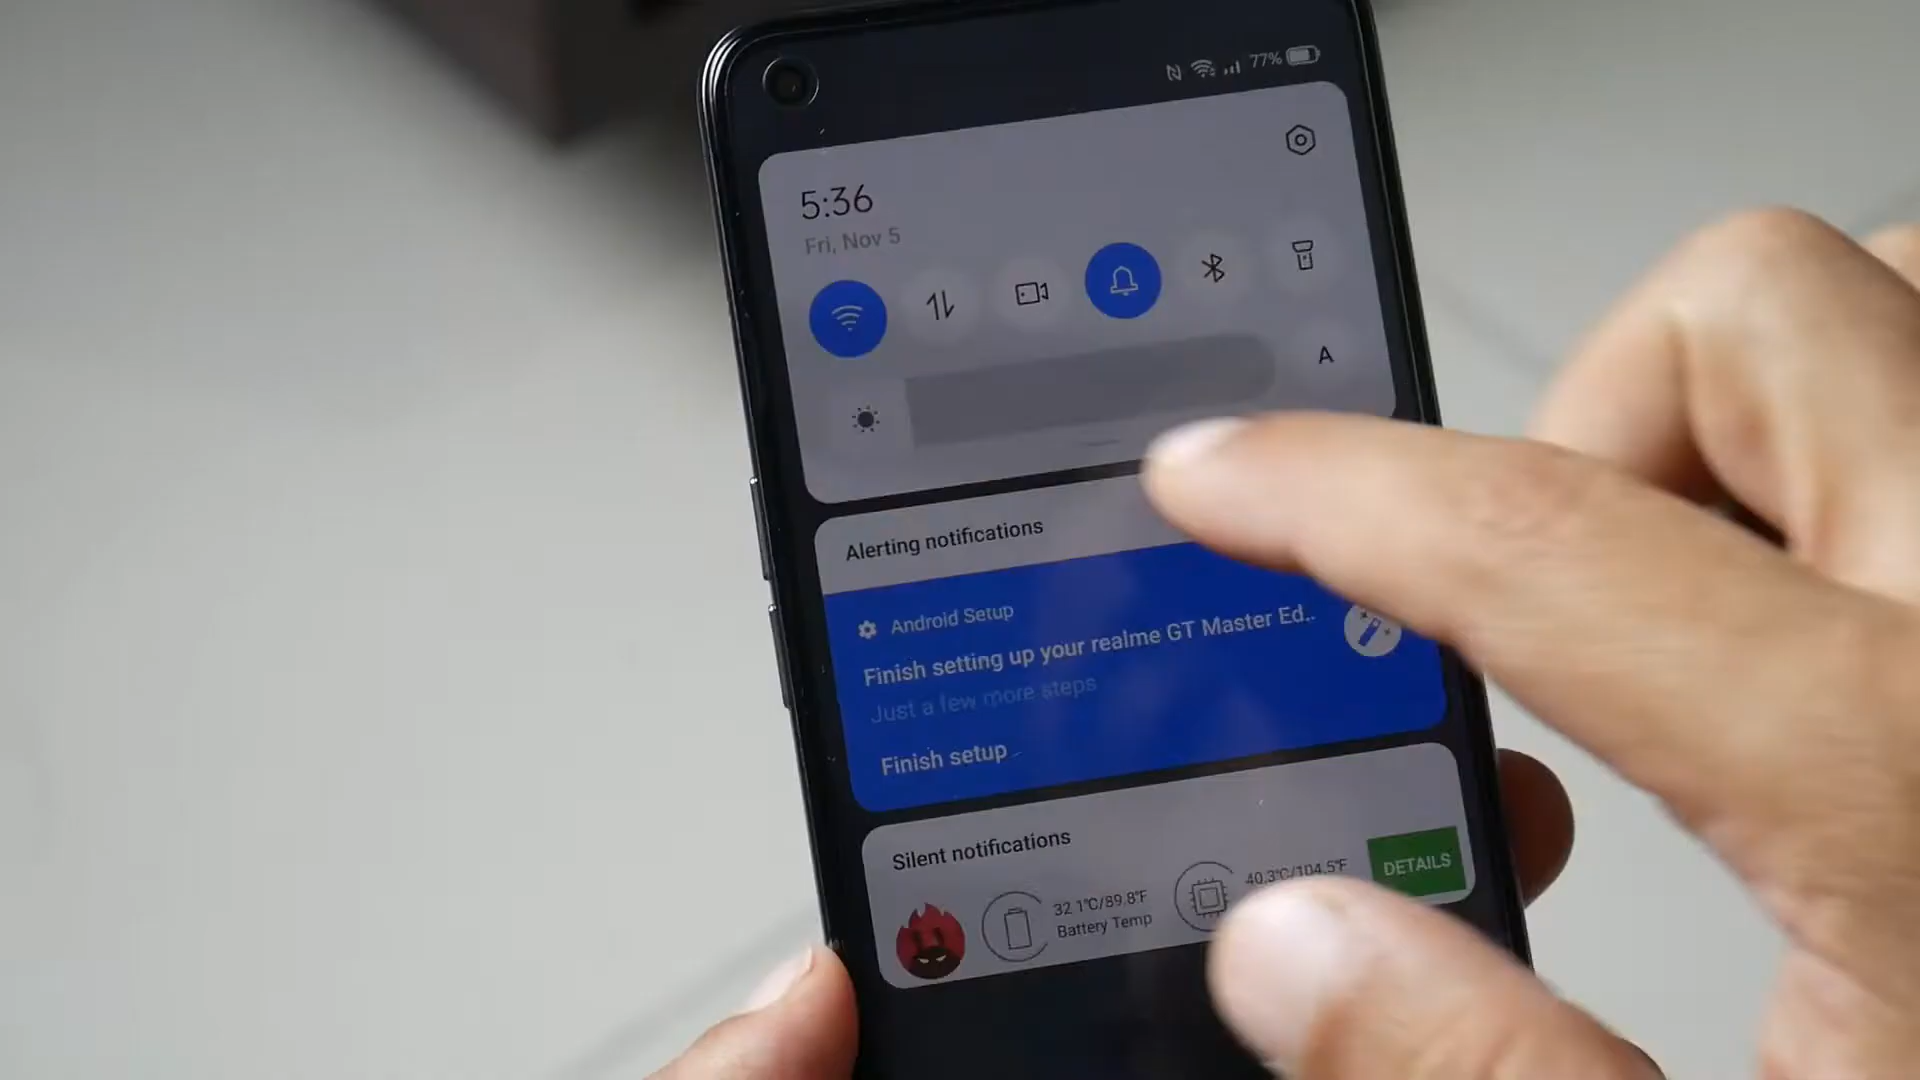 77%
5:36
Fri, Nov 5
A
Alerting notifications
Android Setup
Finish setting up your realme GT Master Ed..
Just a few more steps
Finish setup
Silent notifications
32.1°C/89.8°F
Battery Temp
40.3°C/104.5°F
DETAILS